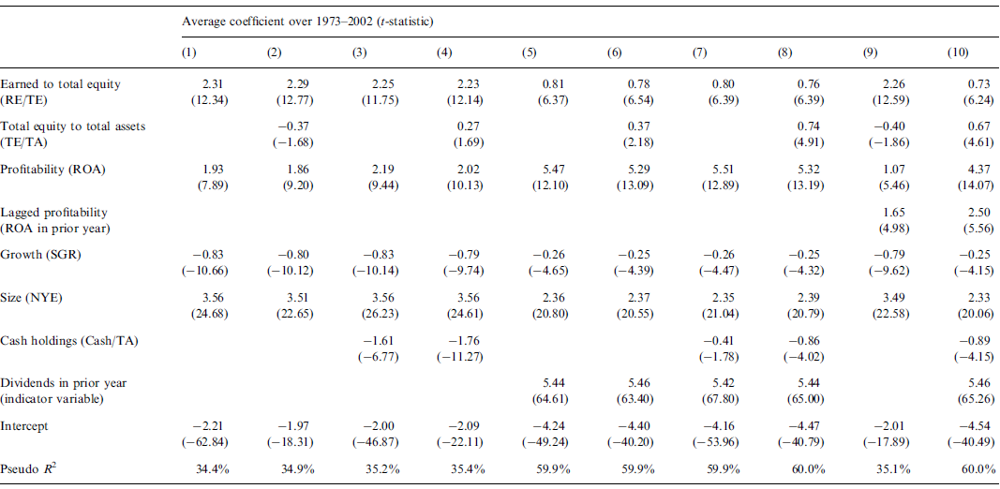 Average coefficient over 1973–2002 (t-statistic)
(1) (2) (3) (4) (5) (6) (7) (8) (9) (10)
Earned to total equity 2.31 2.29 2.25 2.23 0.81 0.78 0.80 0.76 2.26 0.73
(RE/TE) (12.34) (12.77) (11.75) (12.14) (6.37) (6.54) (6.39) (6.39) (12.59) (6.24)
Total equity to total assets −0.37 0.27 0.37 0.74 −0.40 0.67
(TE/TA) (−1.68) (1.69) (2.18) (4.91) (−1.86) (4.61)
Profitability (ROA) 1.93 1.86 2.19 2.02 5.47 5.29 5.51 5.32 1.07 4.37
(7.89) (9.20) (9.44) (10.13) (12.10) (13.09) (12.89) (13.19) (5.46) (14.07)
Lagged profitability 1.65 2.50
(ROA in prior year) (4.98) (5.56)
Growth (SGR) −0.83 −0.80 −0.83 −0.79 −0.26 −0.25 −0.26 −0.25 −0.79 −0.25
(−10.66) (−10.12) (−10.14) (−9.74) (−4.65) (−4.39) (−4.47) (−4.32) (−9.62) (−4.15)
Size (NYE) 3.56 3.51 3.56 3.56 2.36 2.37 2.35 2.39 3.49 2.33
(24.68) (22.65) (26.23) (24.61) (20.80) (20.55) (21.04) (20.79) (22.58) (20.06)
Cash holdings (Cash/TA) −1.61 −1.76 −0.41 −0.86 −0.89
(−6.77) (−11.27) (−1.78) (−4.02) (−4.15)
Dividends in prior year 5.44 5.46 5.42 5.44 5.46
(indicator variable) (64.61) (63.40) (67.80) (65.00) (65.26)
Intercept −2.21 −1.97 −2.00 −2.09 −4.24 −4.40 −4.16 −4.47 −2.01 −4.54
(−62.84) (−18.31) (−46.87) (−22.11) (−49.24) (−40.20) (−53.96) (−40.79) (−17.89) (−40.49)
Pseudo R² 34.4% 34.9% 35.2% 35.4% 59.9% 59.9% 59.9% 60.0% 35.1% 60.0%